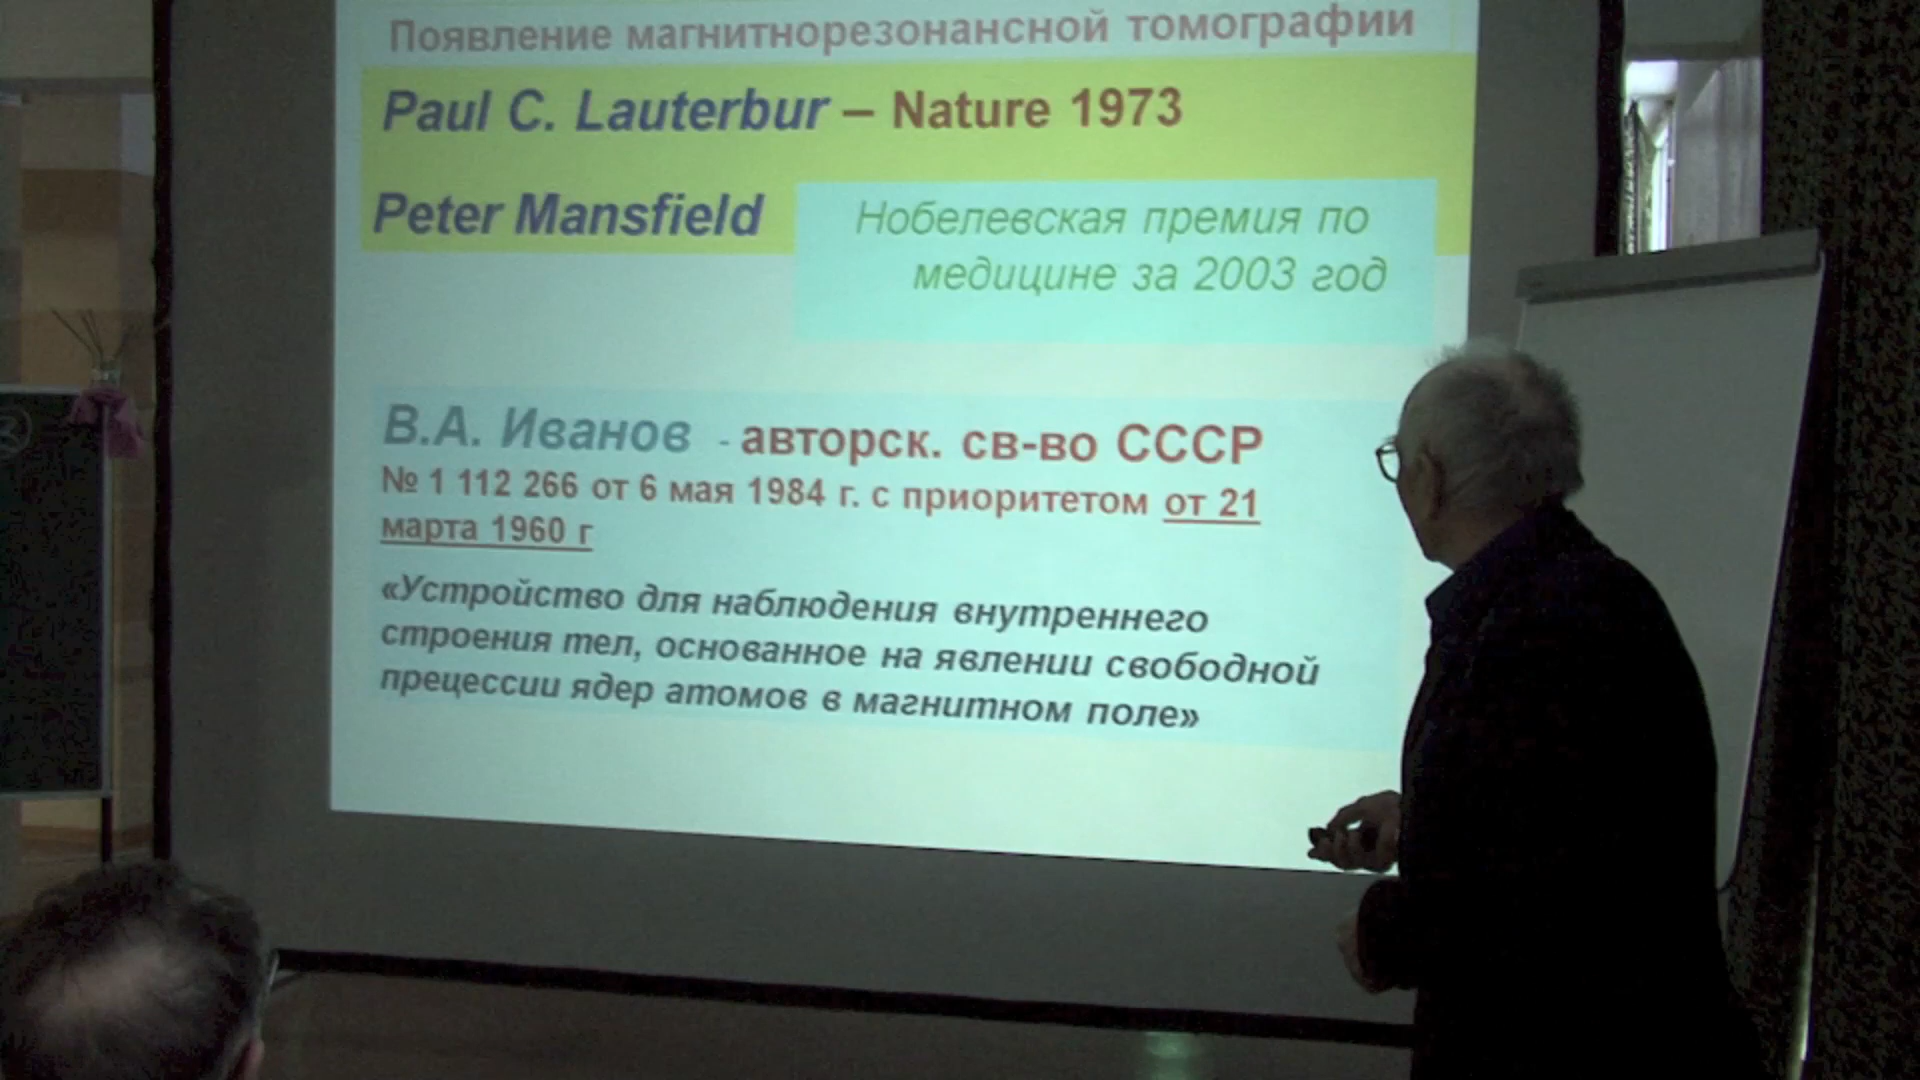 Появление магнитнорезонансной томографии
Paul C. Lauterbur – Nature 1973
Peter Mansfield
Нобелевская премия по
медицине за 2003 год
В.А. Иванов - авторск. св-во СССР
№ 1 112 266 от 6 мая 1984 г. с приоритетом от 21
марта 1960 г
«Устройство для наблюдения внутреннего
строения тел, основанное на явлении свободной
прецессии ядер атомов в магнитном поле»